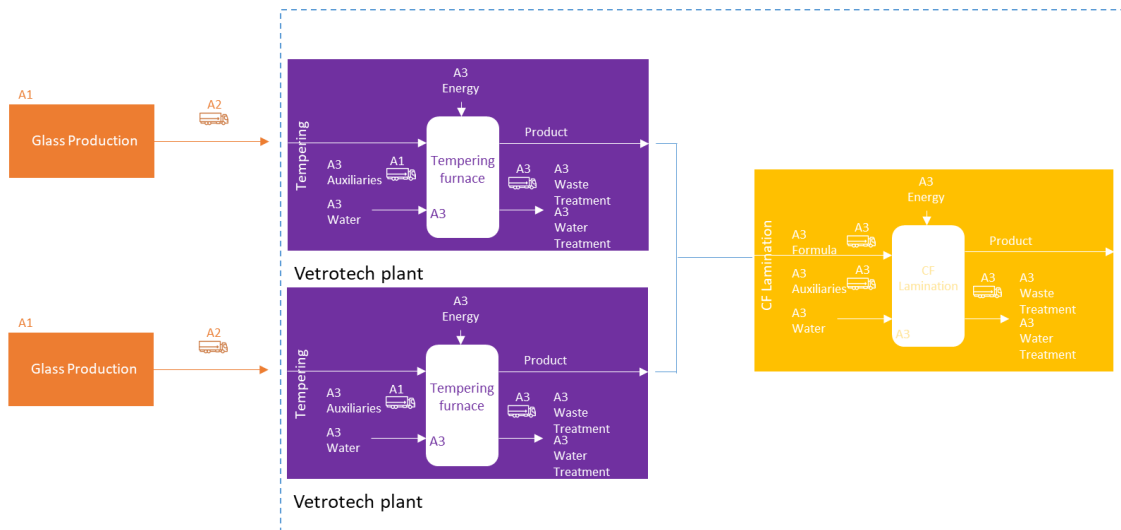 A1
Glass Production
A2
Tempering
A3
Energy
A3
Auxiliaries
A1
A3
Water
Tempering
furnace
A3
Product
A3
A3
Waste
Treatment
A3
Water
Treatment
Vetrotech plant
A1
Glass Production
A2
Tempering
A3
Energy
A3
Auxiliaries
A1
A3
Water
Tempering
furnace
A3
Product
A3
A3
Waste
Treatment
A3
Water
Treatment
Vetrotech plant
CF Lamination
A3
Energy
A3
Formula
A3
A3
Auxiliaries
A3
A3
Water
CF
Lamination
A3
Product
A3
A3
Waste
Treatment
A3
Water
Treatment